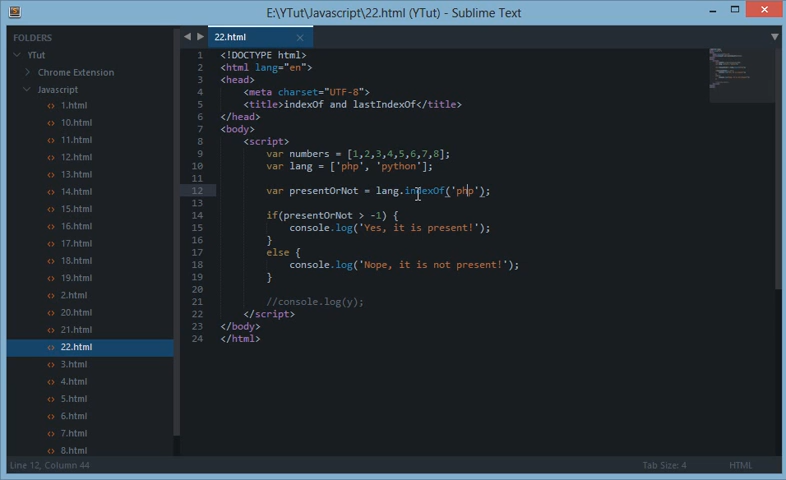 E:\YTut\Javascript\22.html (YTut) - Sublime Text
FOLDERS
YTut
Chrome Extension
Javascript
1.html
10.html
11.html
12.html
13.html
14.html
15.html
16.html
17.html
18.html
19.html
2.html
20.html
21.html
22.html
3.html
4.html
5.html
6.html
7.html
8.html
22.html
1 <!DOCTYPE html>
2 <html lang="en">
3 <head>
4 <meta charset="UTF-8">
5 <title>indexOf and lastIndexOf</title>
6 </head>
7 <body>
8 <script>
9 var numbers = [1,2,3,4,5,6,7,8];
10 var lang = ['php', 'python'];
11
12 var presentOrNot = lang.indexOf('php');
13
14 if(presentOrNot > -1) {
15 console.log('Yes, it is present!');
16 }
17 else {
18 console.log('Nope, it is not present!');
19 }
20
21 //console.log(y);
22 </script>
23 </body>
24 </html>
Line 12, Column 44
Tab Size: 4
HTML